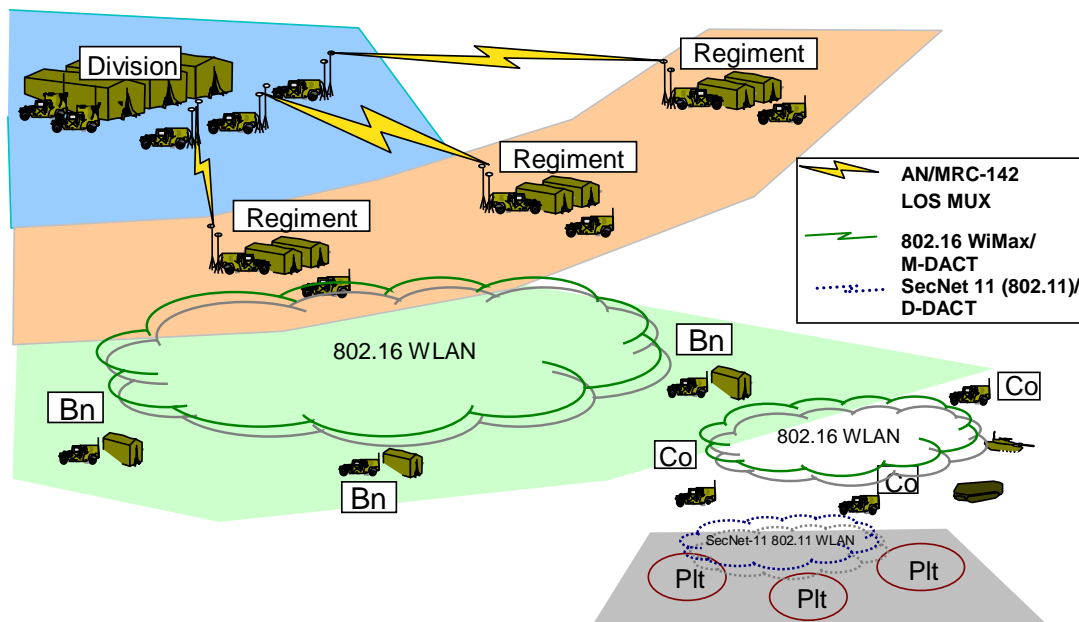 Division
Regiment
Regiment
Regiment
AN/MRC-142
LOS MUX
802.16 WiMax/
M-DACT
SecNet 11 (802.11)/
D-DACT
802.16 WLAN
Bn
Bn
Bn
Co
802.16 WLAN
Co
Co
SecNet-11 802.11 WLAN
Plt
Plt
Plt